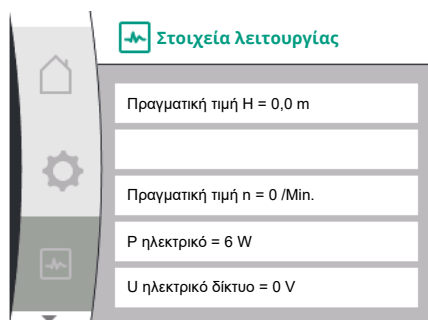 Στοιχεία λειτουργίας
Πραγματική τιμή H = 0,0 m
Πραγματική τιμή n = 0 /Min.
P ηλεκτρικό = 6 W
U ηλεκτρικό δίκτυο = 0 V